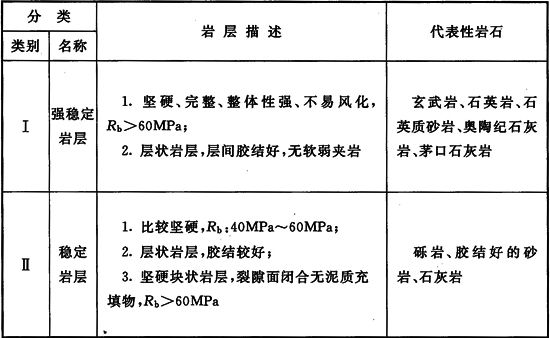 分 类
岩 层 描 述
代表性岩石
类别
名称
Ⅰ
强稳定
岩层
1. 坚硬、完整、整体性强、不易风化，
Rb>60MPa；
2. 层状岩层，层间胶结好，无软弱夹岩
玄武岩、石英岩、石
英质砂岩、奥陶纪石灰
岩、茅口石灰岩
Ⅱ
稳定
岩层
1. 比较坚硬，Rb：40MPa～60MPa；
2. 层状岩层，胶结较好；
3. 坚硬块状岩层，裂隙面闭合无泥质充
填物，Rb>60MPa
砾岩、胶结好的砂
岩、石灰岩